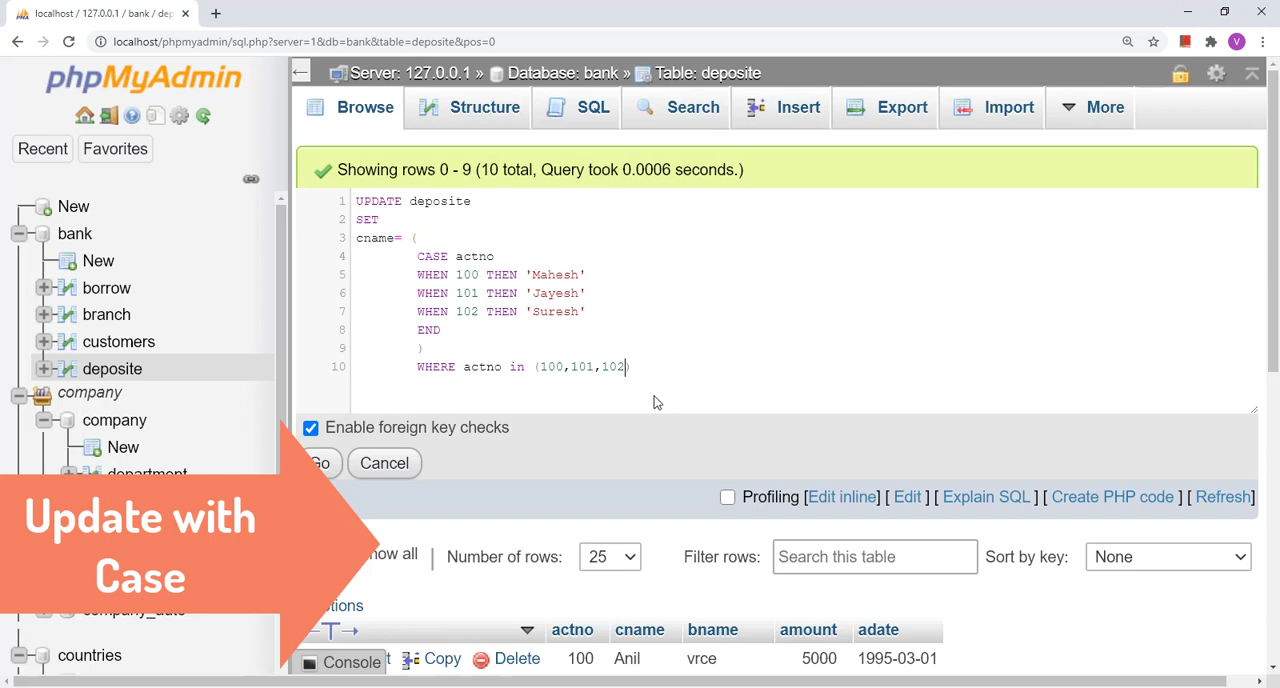 localhost / 127.0.0.1 / bank / dep
localhost/phpmyadmin/sql.php?server=1&db=bank&table=deposite&pos=0
V
phpMyAdmin
Recent
Favorites
New
bank
New
borrow
branch
customers
deposite
company
company
New
Server: 127.0.0.1 » Database: bank » Table: deposite
Browse
Structure
SQL
Search
Insert
Export
Import
More
Showing rows 0 - 9 (10 total, Query took 0.0006 seconds.)
1 UPDATE deposite
2 SET
3 cname= (
4 CASE actno
5 WHEN 100 THEN 'Mahesh'
6 WHEN 101 THEN 'Jayesh'
7 WHEN 102 THEN 'Suresh'
8 END
9 )
10 WHERE actno in (100,101,102)
Enable foreign key checks
Go
Cancel
Update with
Case
Profiling [Edit inline] [ Edit ] [ Explain SQL ] [ Create PHP code ] [ Refresh]
all
Number of rows: 25
Filter rows: Search this table
Sort by key: None
actno cname bname amount adate
Copy Delete 100 Anil vrce 5000 1995-03-01
Console
countries